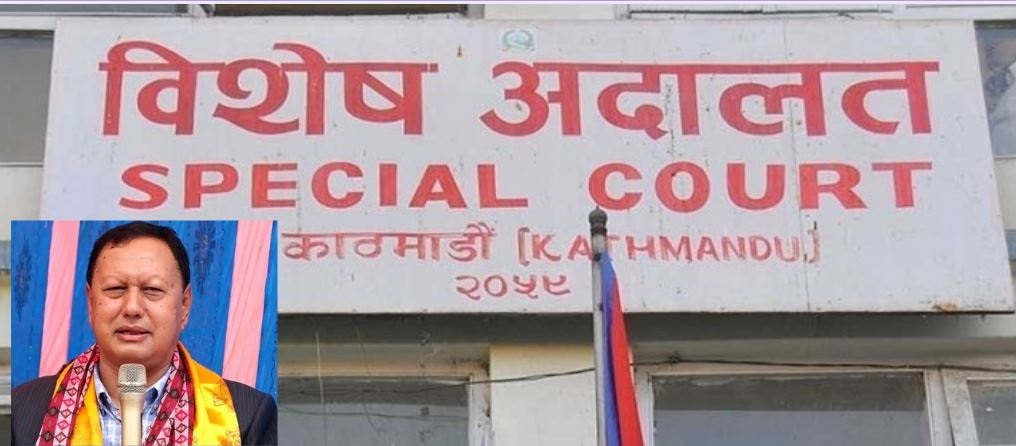 विशेष अदालत
SPECIAL COURT
काठमाडौं [KATHMANDU]
२०५९